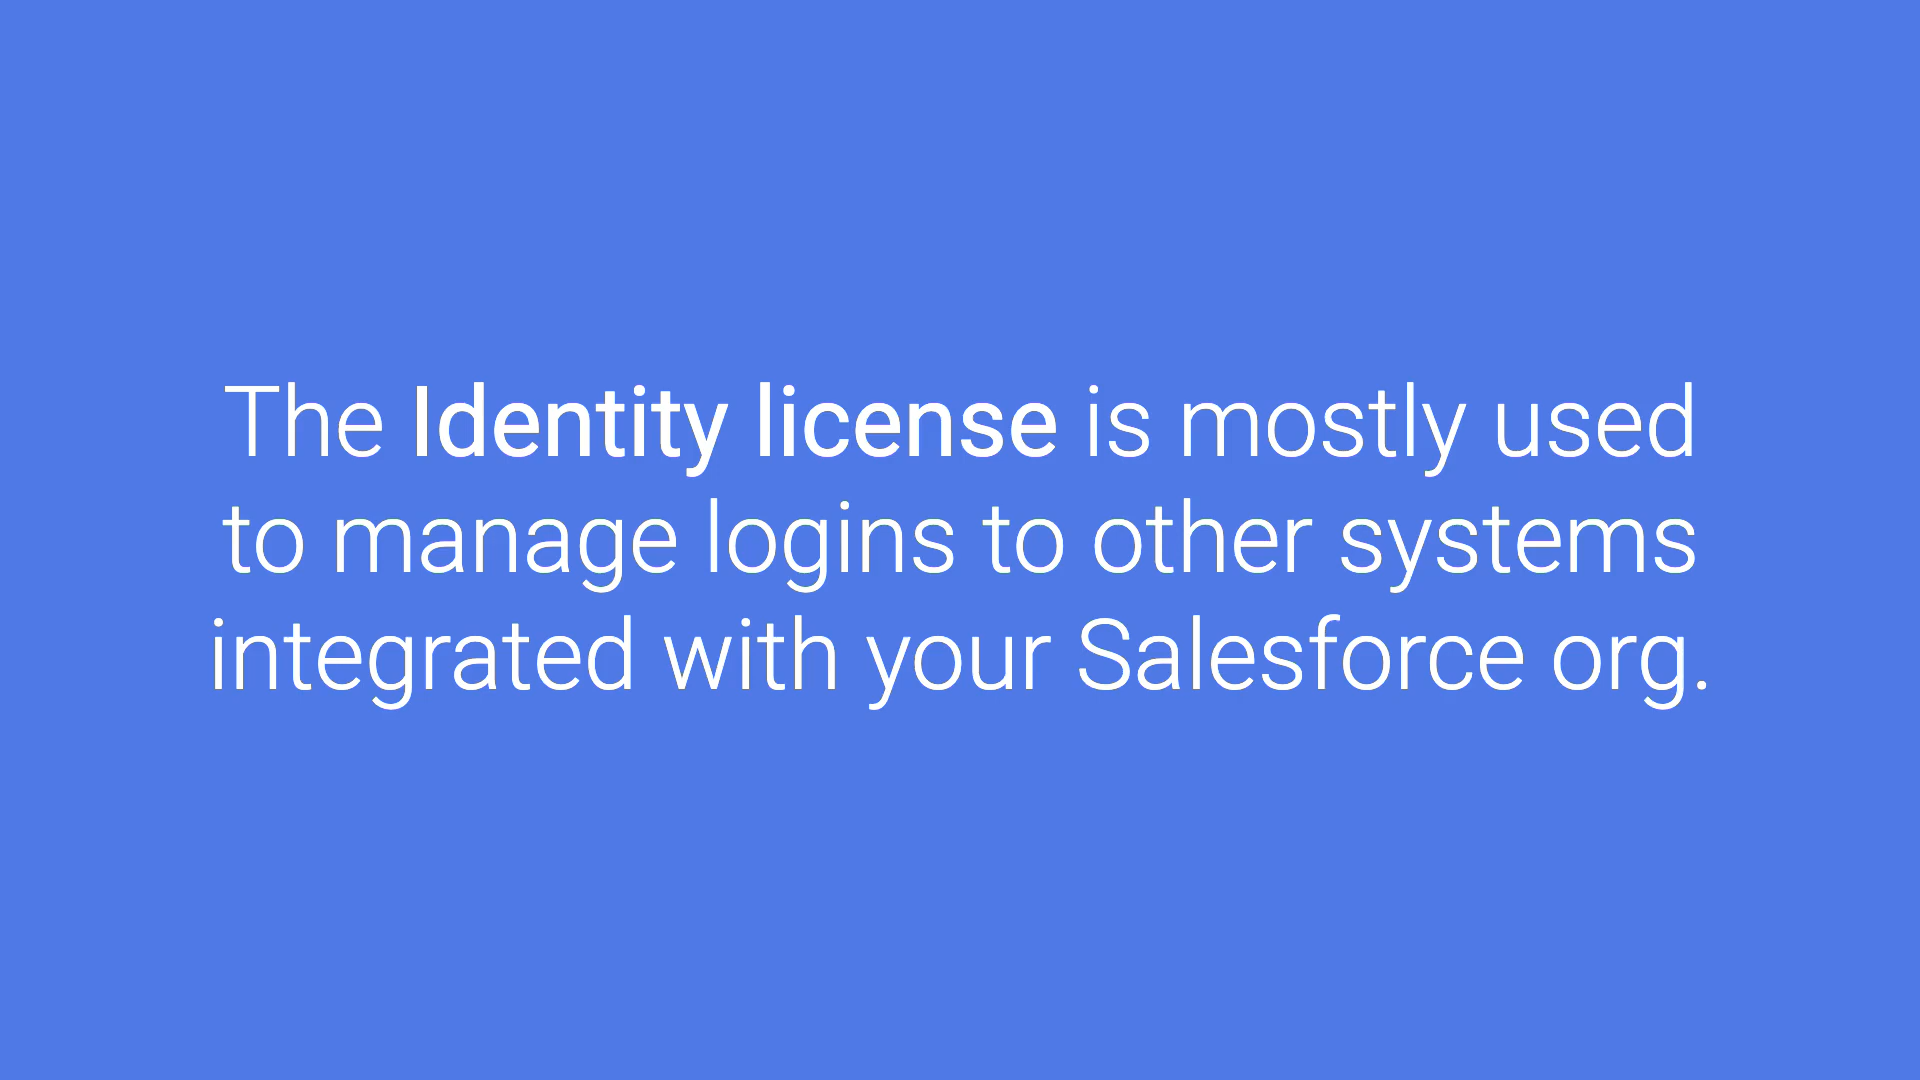 The Identity license is mostly used
to manage logins to other systems
integrated with your Salesforce org.